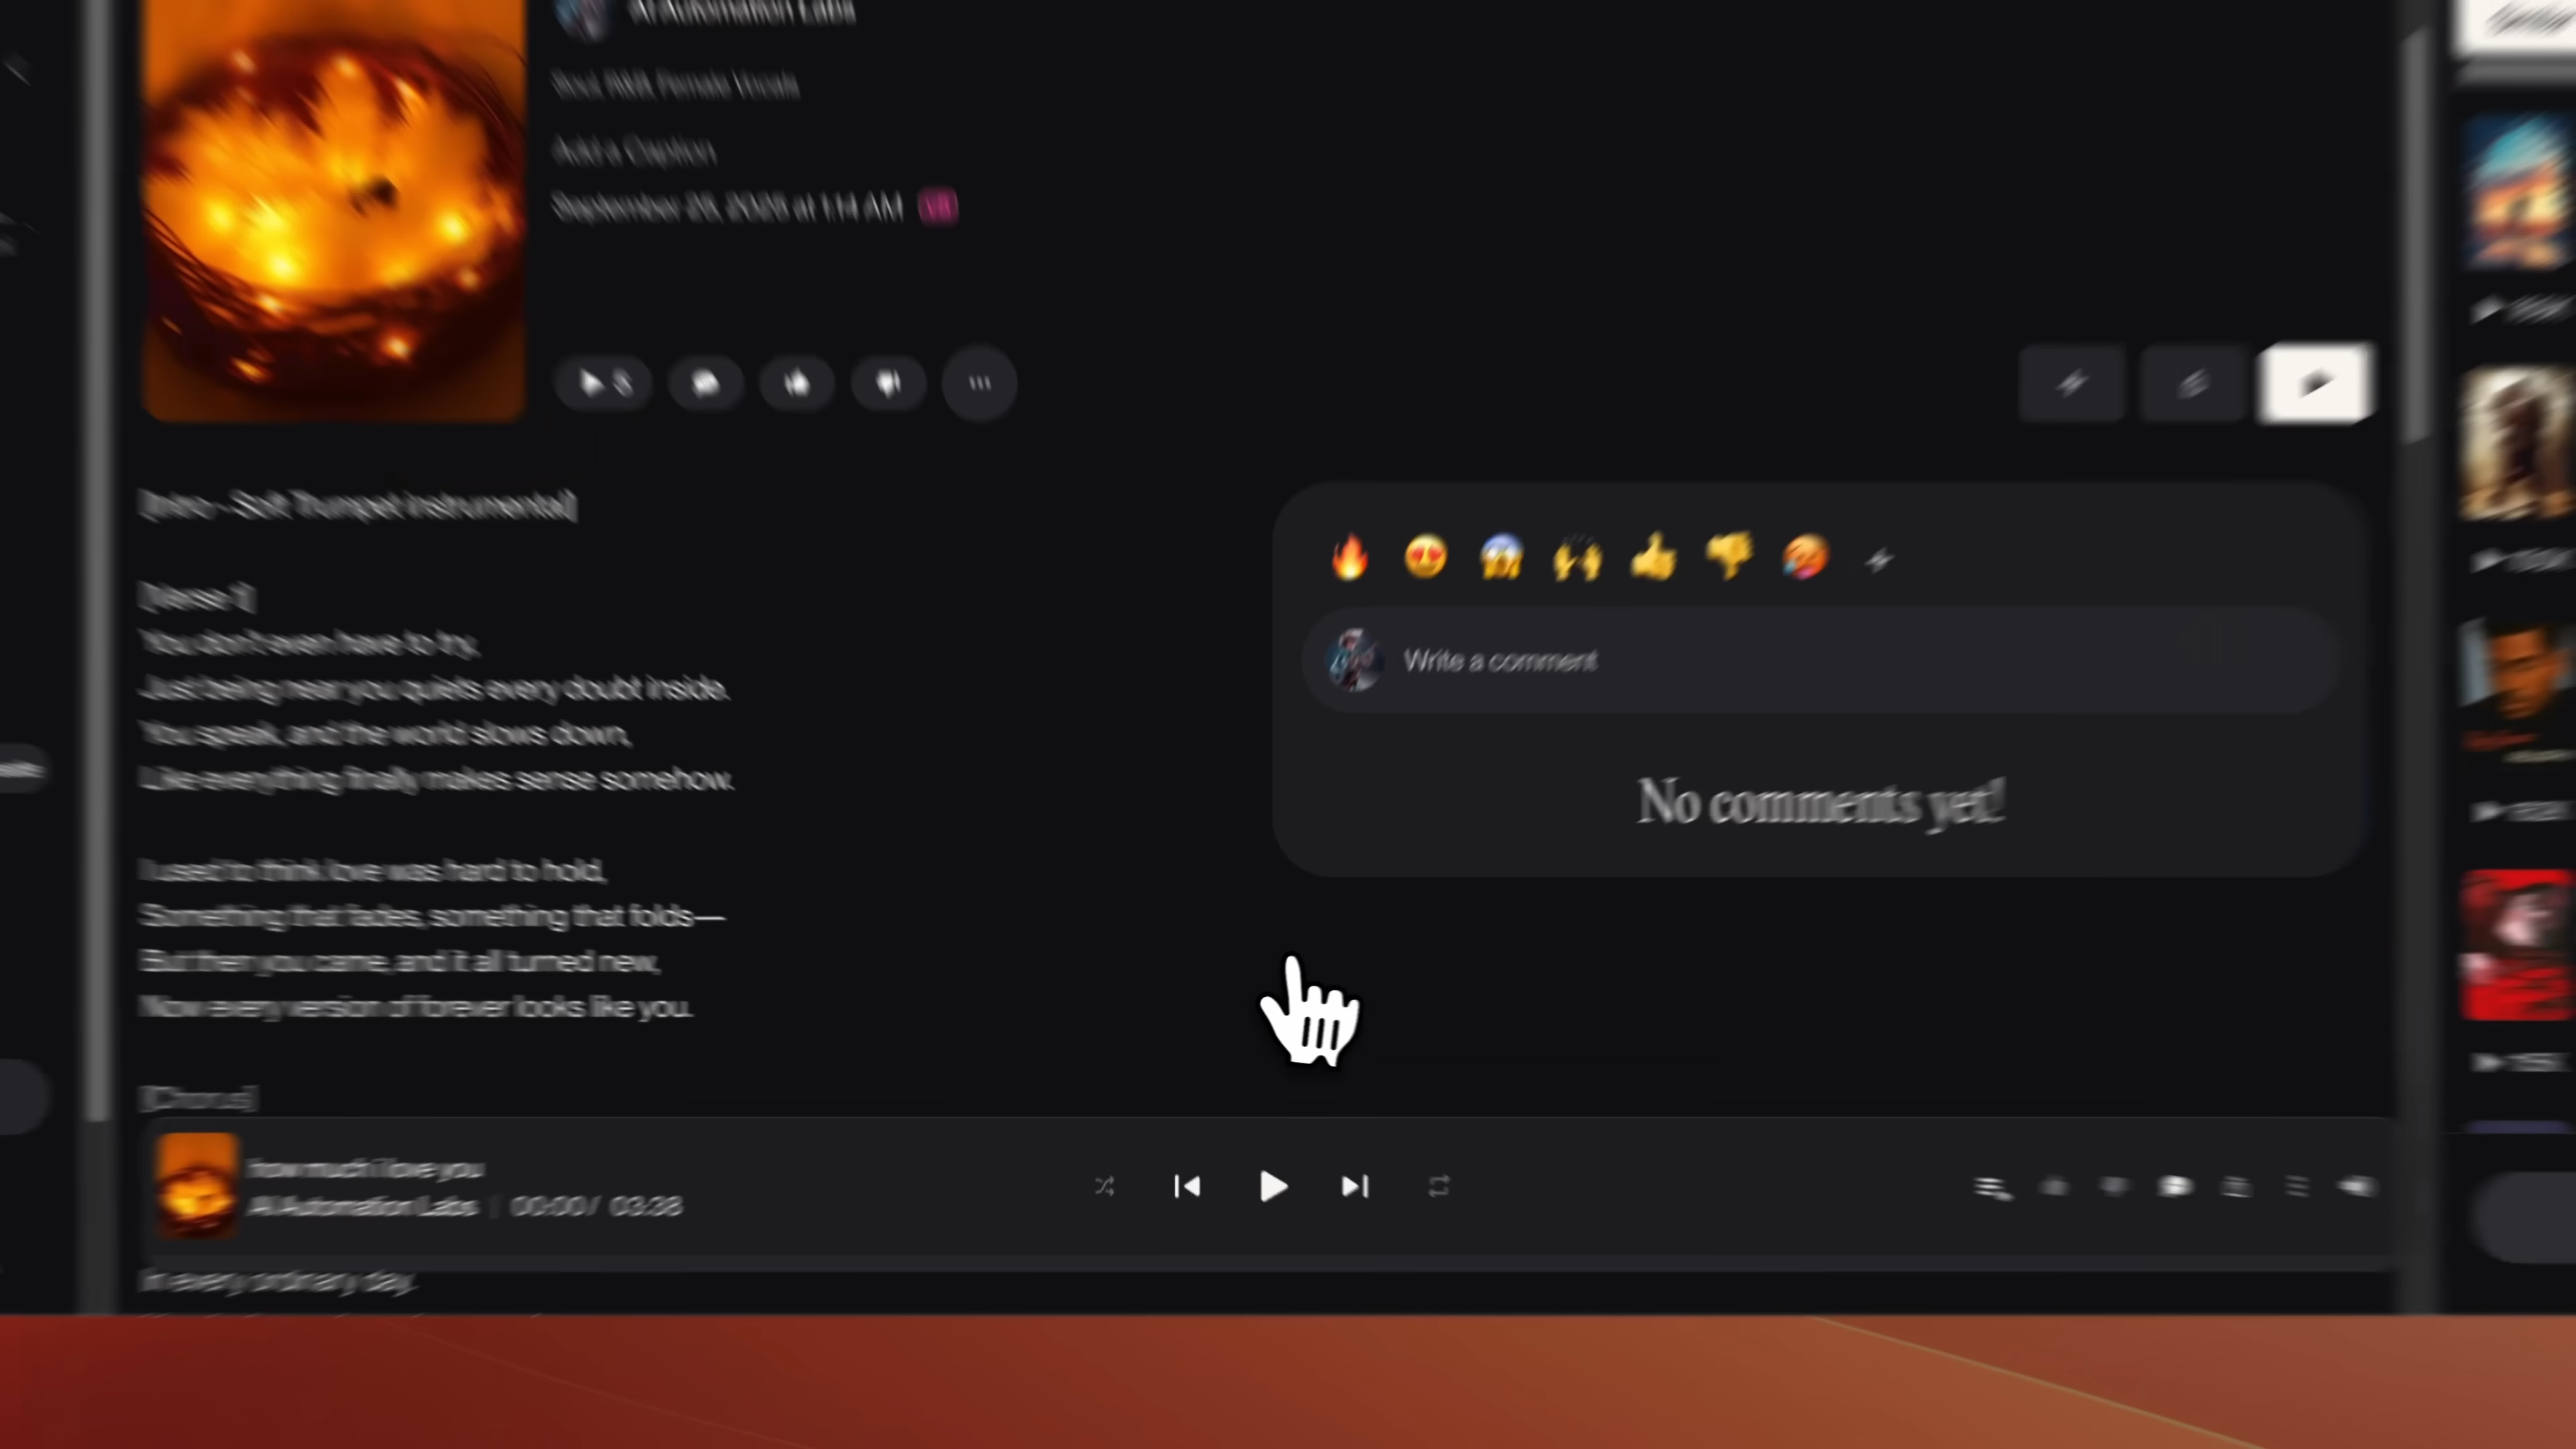 AI Automation Labs
Soul, R&B, Female Vocals
Add a Caption
September 25, 2025 at 1:14 AM
[Intro - Soft Trumpet instrumental]
[Verse 1]
You don't even have to try,
Just being near you quiets every doubt inside.
You speak, and the world slows down,
Like everything finally makes sense somehow.
I used to think love was hard to hold,
Something that fades, something that folds—
But then you came, and it all turned new,
Now every version of forever looks like you.
[Chorus]
Write a comment
No comments yet!
how much i love you
AI Automation Labs | 00:00 / 03:38
In every ordinary day.